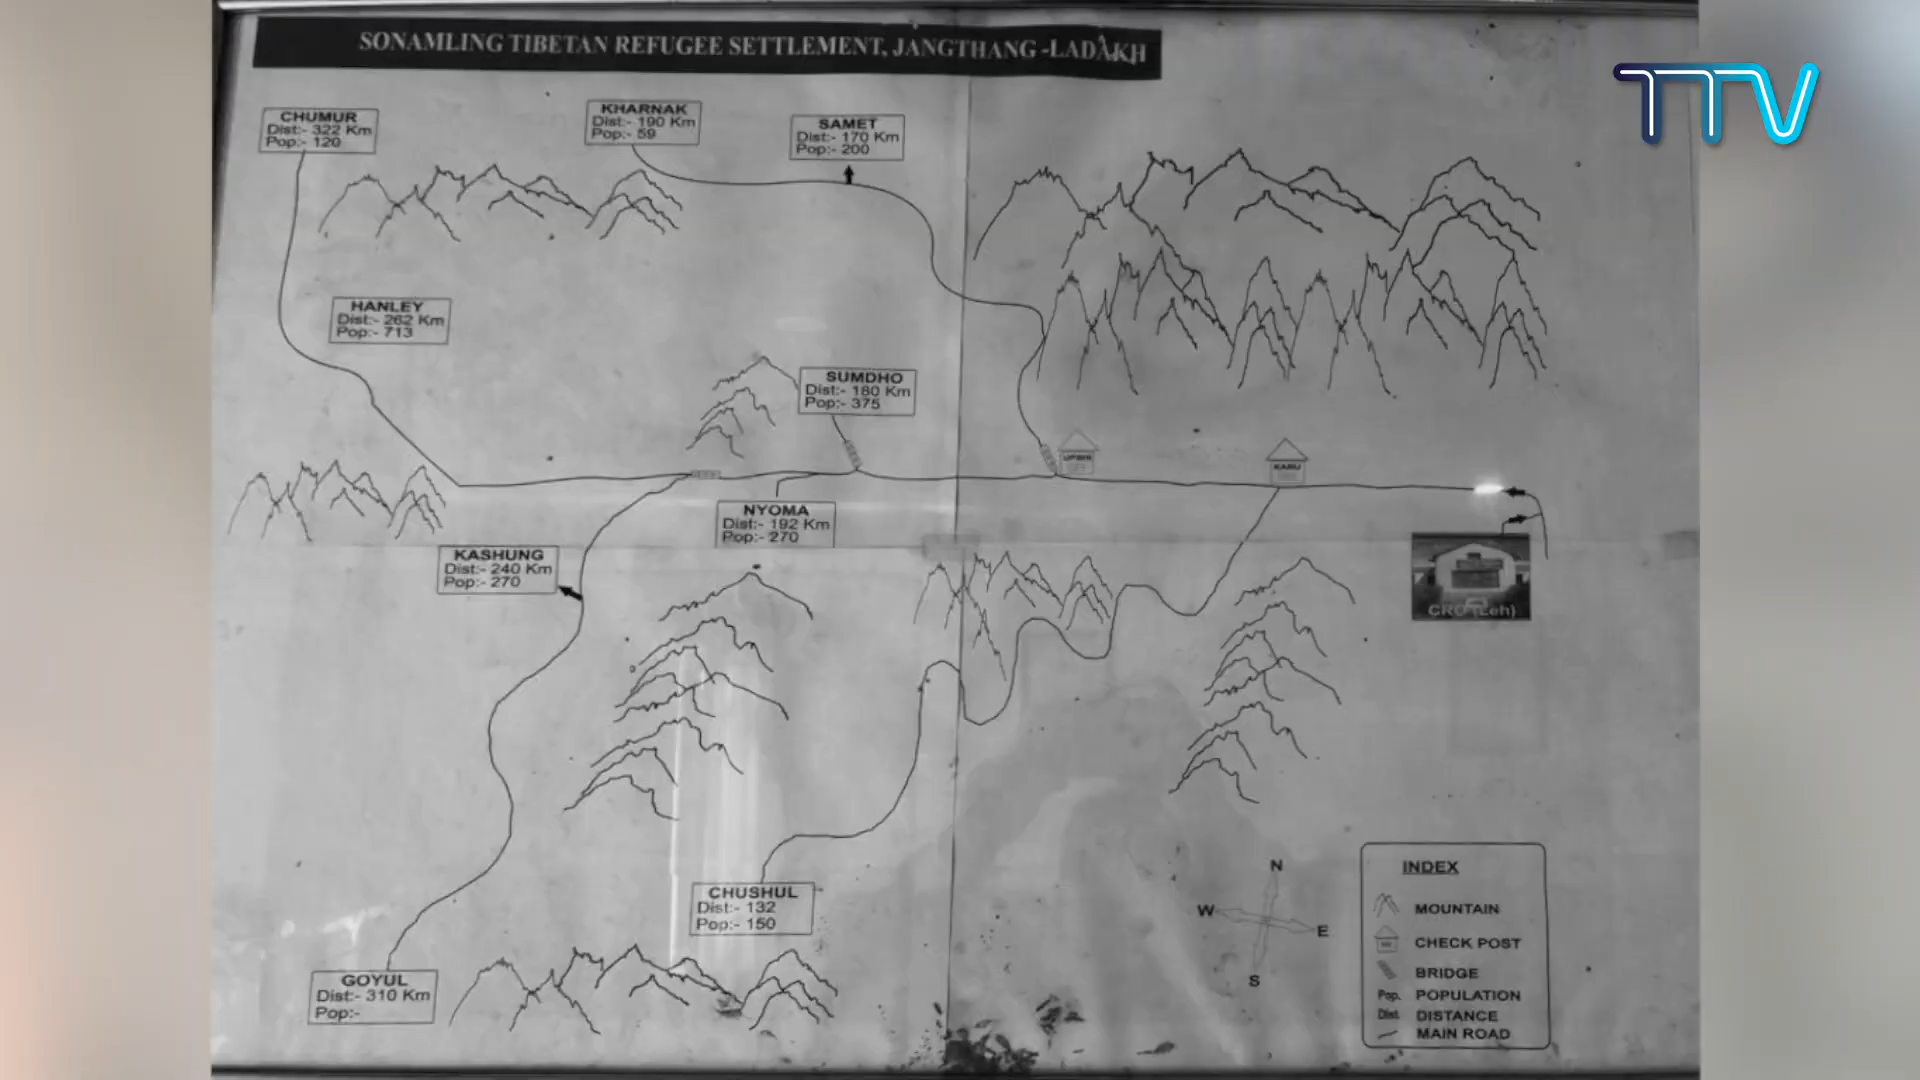 SONAMLING TIBETAN REFUGEE SETTLEMENT, JANGTHANG -LADAKH
TTV
CHUMUR
Dist:- 322 Km
Pop:- 120
KHARNAK
Dist:- 190 Km
Pop:- 59
SAMET
Dist:- 170 Km
Pop:- 200
HANLEY
Dist:- 262 Km
Pop:- 713
SUMDHO
Dist:- 180 Km
Pop:- 375
UPSHI
KARU
NYOMA
Dist:- 192 Km
Pop:- 270
KASHUNG
Dist:- 240 Km
Pop:- 270
CRO (Leh)
CHUSHUL
Dist:- 132
Pop:- 150
GOYUL
Dist:- 310 Km
Pop:-
N
W
E
S
INDEX
MOUNTAIN
CHECK POST
BRIDGE
Pop. POPULATION
Dist. DISTANCE
MAIN ROAD